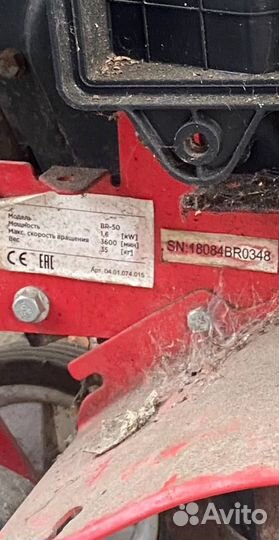 Модель BR-50
Мощность 1,6 [kW]
Макс. скорость вращения 3600 [мин]
Вес 35 [кг]
CE EAC
Арт. 04.01.074.015
SN:18084BR0348
Avito